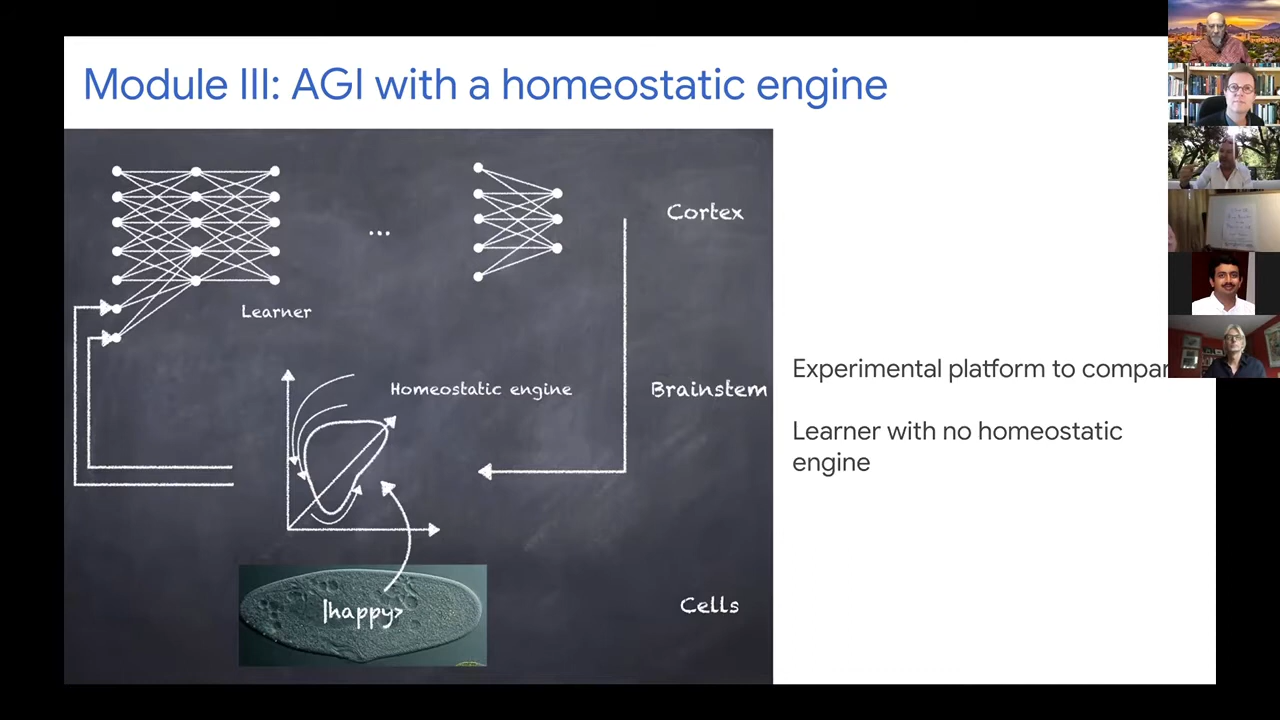 Module III: AGI with a homeostatic engine
Cortex
...
Learner
Homeostatic engine
Brainstem
|happy>
Cells
Experimental platform to compar
Learner with no homeostatic
engine